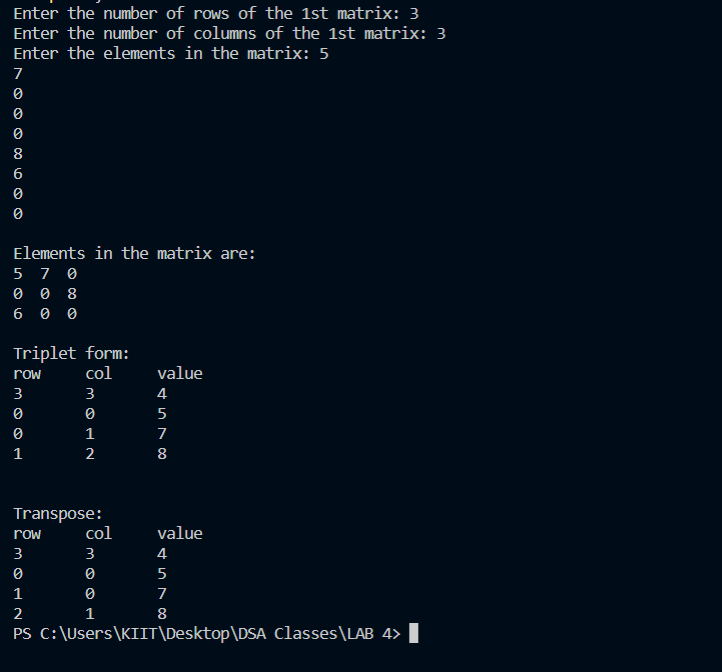 Enter the number of rows of the 1st matrix: 3
Enter the number of columns of the 1st matrix: 3
Enter the elements in the matrix: 5
7
0
0
0
8
6
0
0
Elements in the matrix are:
5 7 0
0 0 8
6 0 0
Triplet form:
row col value
3 3 4
0 0 5
0 1 7
1 2 8
Transpose:
row col value
3 3 4
0 0 5
1 0 7
2 1 8
PS C:\Users\KIIT\Desktop\DSA Classes\LAB 4>